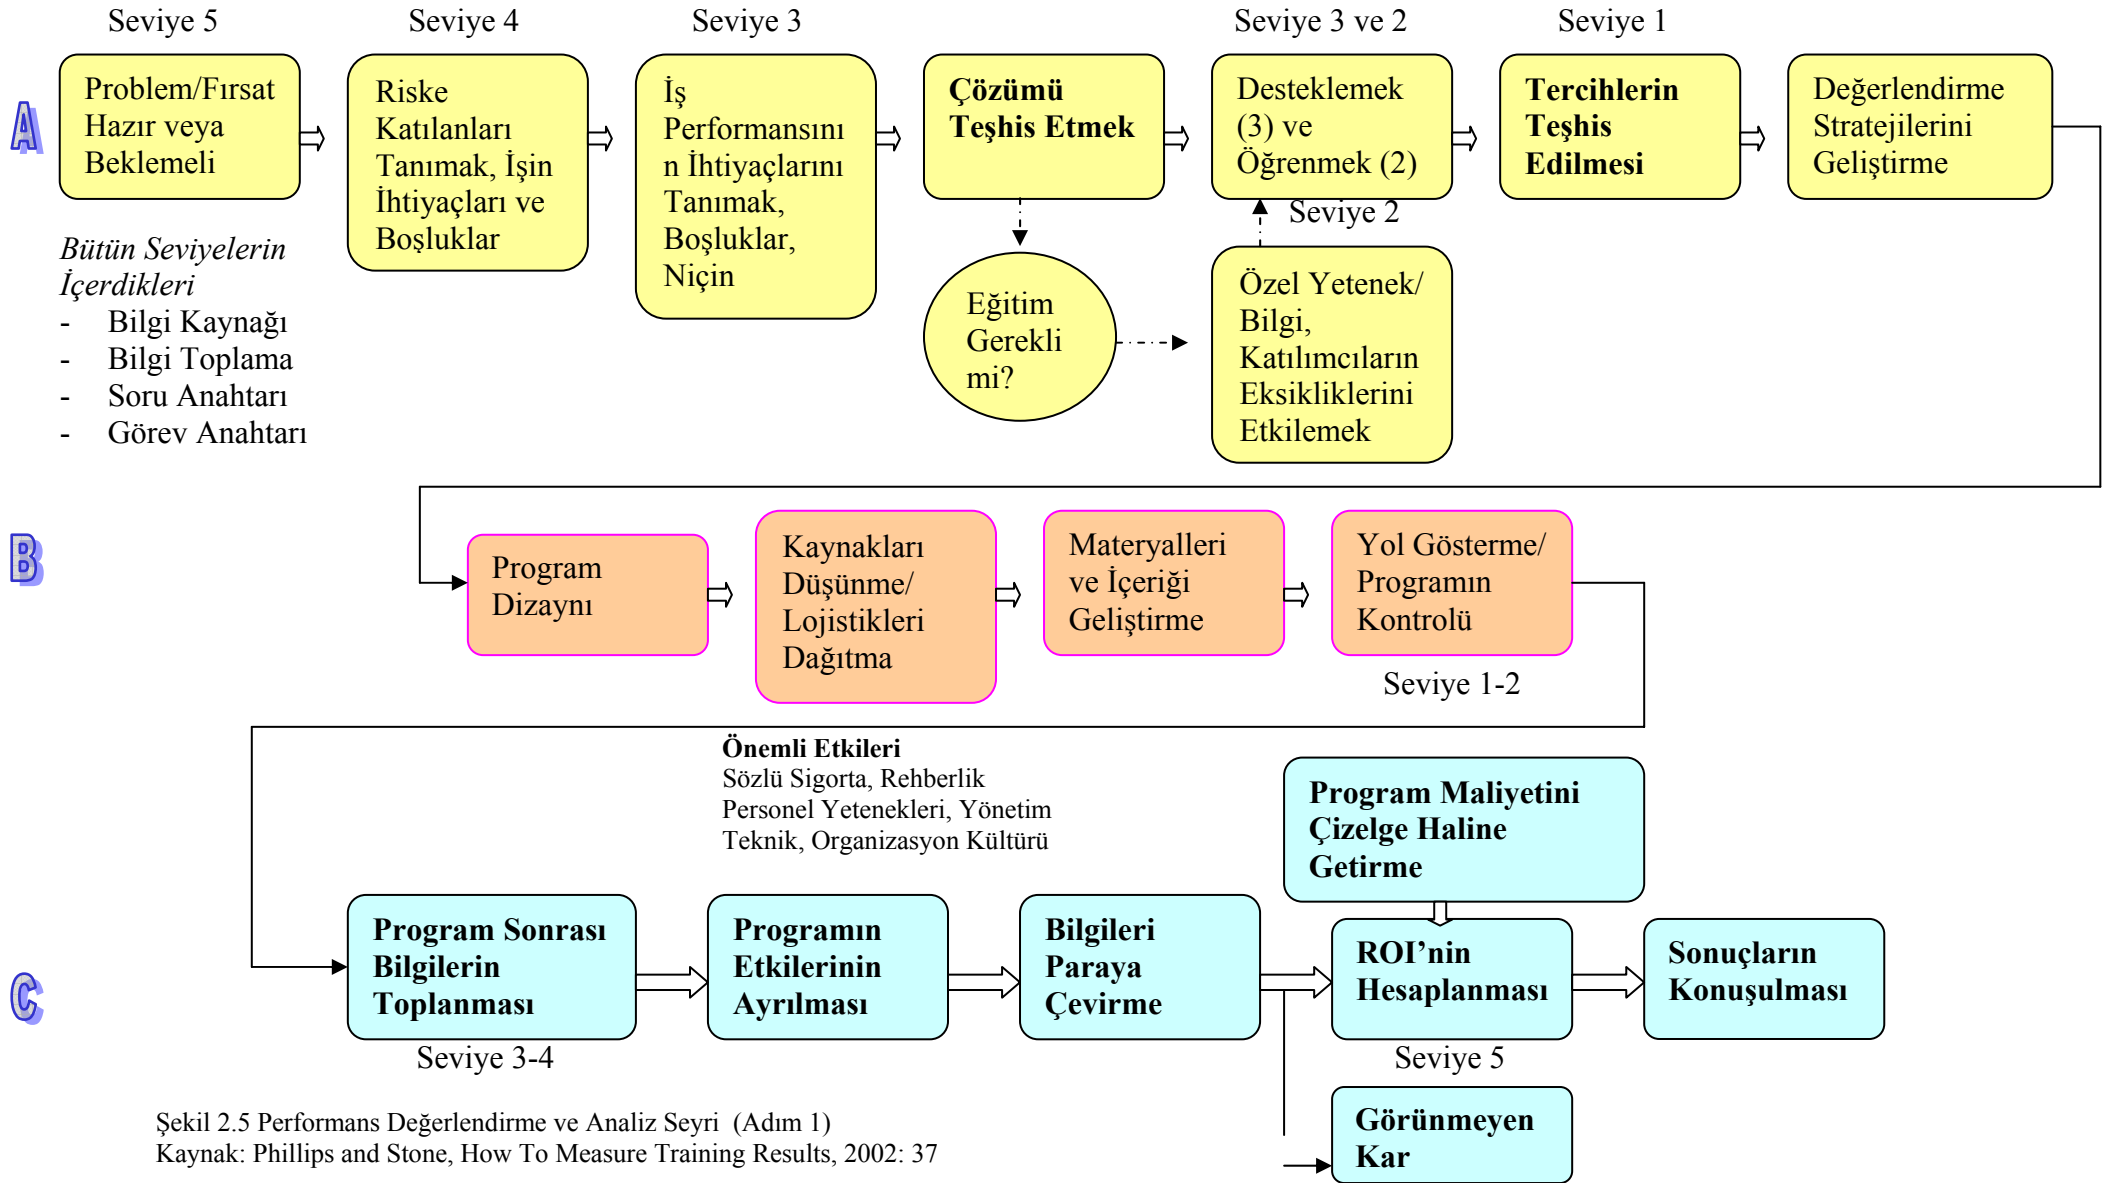 Seviye 5
Seviye 4
Seviye 3
Seviye 3 ve 2
Seviye 1
A
Problem/Fırsat
Hazır veya
Beklemeli
Riske
Katılanları
Tanımak, İşin
İhtiyaçları ve
Boşluklar
İş
Performansını
n İhtiyaçlarını
Tanımak,
Boşluklar,
Niçin
Çözümü
Teşhis Etmek
Desteklemek
(3) ve
Öğrenmek (2)
Tercihlerin
Teşhis
Edilmesi
Değerlendirme
Stratejilerini
Geliştirme
Seviye 2
Bütün Seviyelerin
İçerdikleri
- Bilgi Kaynağı
- Bilgi Toplama
- Soru Anahtarı
- Görev Anahtarı
Eğitim
Gerekli
mi?
Özel Yetenek/
Bilgi,
Katılımcıların
Eksikliklerini
Etkilemek
B
Program
Dizaynı
Kaynakları
Düşünme/
Lojistikleri
Dağıtma
Materyalleri
ve İçeriği
Geliştirme
Yol Gösterme/
Programın
Kontrolü
Seviye 1-2
Önemli Etkileri
Sözlü Sigorta, Rehberlik
Personel Yetenekleri, Yönetim
Teknik, Organizasyon Kültürü
Program Maliyetini
Çizelge Haline
Getirme
C
Program Sonrası
Bilgilerin
Toplanması
Programın
Etkilerinin
Ayrılması
Bilgileri
Paraya
Çevirme
ROI’nin
Hesaplanması
Sonuçların
Konuşulması
Seviye 3-4
Seviye 5
Görünmeyen
Kar
Şekil 2.5 Performans Değerlendirme ve Analiz Seyri (Adım 1)
Kaynak: Phillips and Stone, How To Measure Training Results, 2002: 37